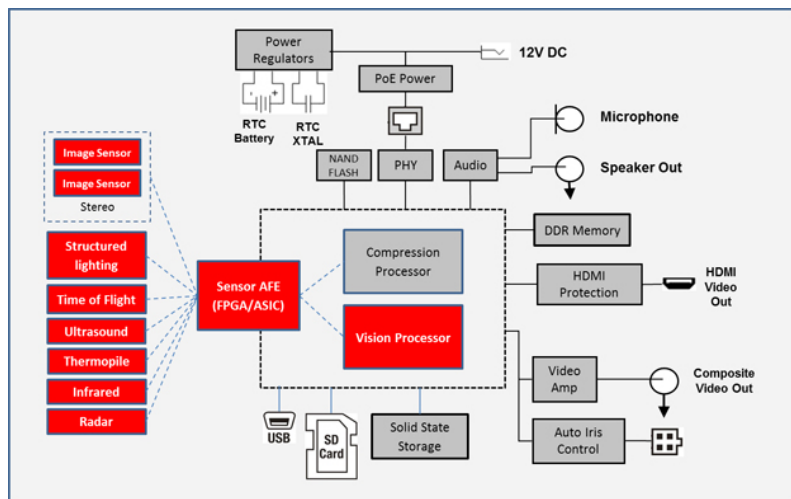 Power
Regulators
12V DC
PoE Power
- +
RTC
Battery
RTC
XTAL
Microphone
NAND
FLASH
PHY
Audio
Speaker Out
Image Sensor
Image Sensor
Stereo
Structured
lighting
Time of Flight
Ultrasound
Thermopile
Infrared
Radar
Sensor AFE
(FPGA/ASIC)
Compression
Processor
Vision Processor
DDR Memory
HDMI
Protection
HDMI
Video
Out
Video
Amp
Composite
Video Out
Auto Iris
Control
USB
SD
Card
Solid State
Storage